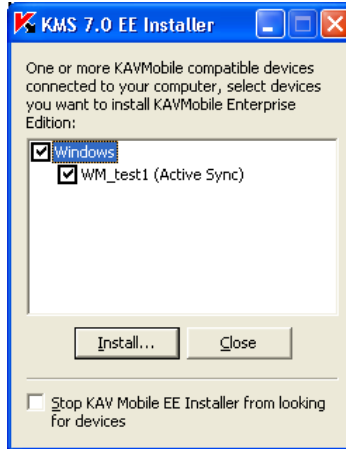 KMS 7.0 EE Installer
One or more KAVMobile compatible devices
connected to your computer, select devices
you want to install KAVMobile Enterprise
Edition:
Windows
WM_test1 (Active Sync)
Install... Close
Stop KAV Mobile EE Installer from looking
for devices